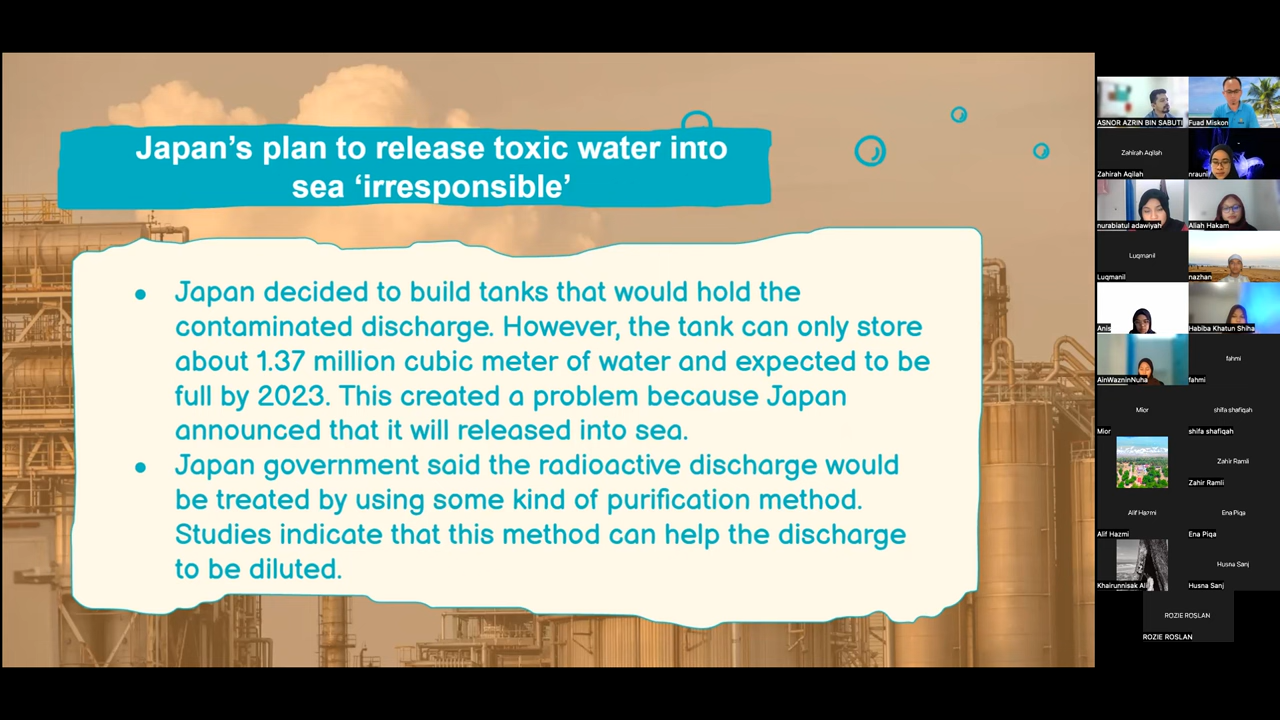 Japan's plan to release toxic water into
sea 'irresponsible'
● Japan decided to build tanks that would hold the
contaminated discharge. However, the tank can only store
about 1.37 million cubic meter of water and expected to be
full by 2023. This created a problem because Japan
announced that it will released into sea.
● Japan government said the radioactive discharge would
be treated by using some kind of purification method.
Studies indicate that this method can help the discharge
to be diluted.
ASNOR AZRIN BIN SABUTI
Fuad Miskon
Zahirah Aqilah
Zahirah Aqilah
nraunif
nurabiatul adawiyah
Aliah Hakam
Luqmanil
Luqmanil
nazhan
Anis
Habiba Khatun Shiha
AinWazninNuha
fahmi
fahmi
Mior
Mior
shifa shafiqah
shifa shafiqah
Zahir Ramli
Zahir Ramli
Alif Hazmi
Alif Hazmi
Ena Piqa
Ena Piqa
Khairunnisak Ali
Husna Sanj
Husna Sanj
ROZIE ROSLAN
ROZIE ROSLAN